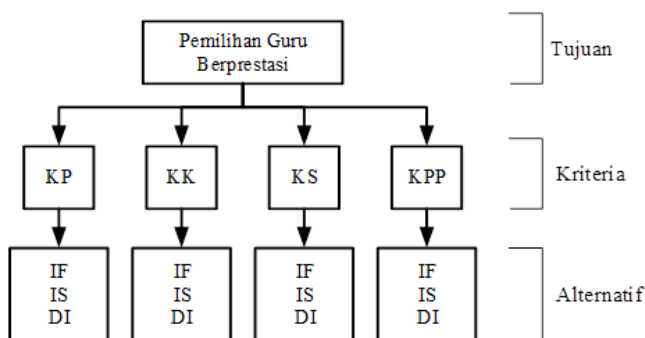 Pemilihan Guru
Berprestasi
Tujuan
KP
KK
KS
KPP
Kriteria
IF
IS
DI
IF
IS
DI
IF
IS
DI
IF
IS
DI
Alternatif